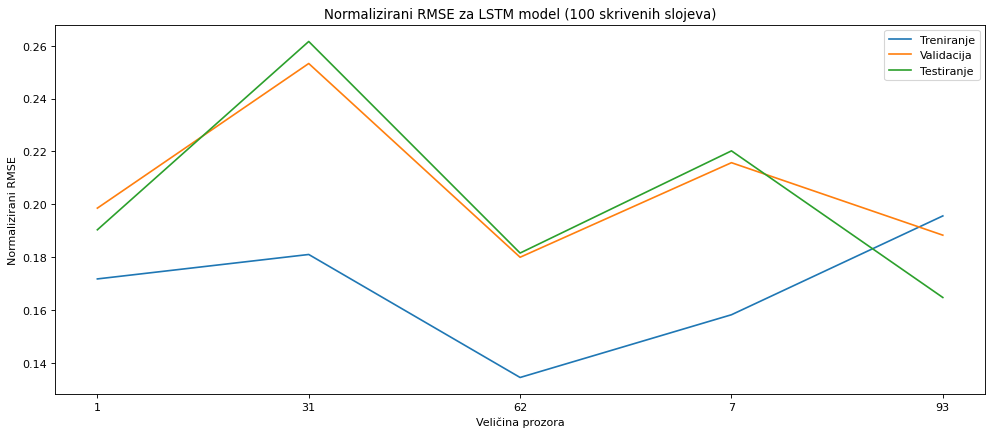 Normalizirani RMSE za LSTM model (100 skrivenih slojeva)
Treniranje
Validacija
Testiranje
Normalizirani RMSE
0.26
0.24
0.22
0.20
0.18
0.16
0.14
1 31 62 7 93
Veličina prozora